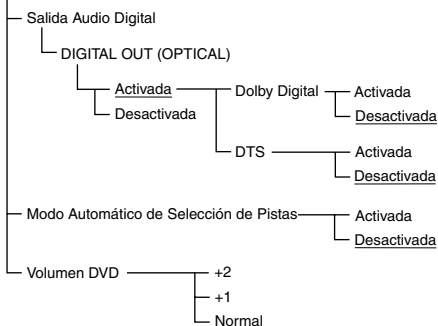 Salida Audio Digital
DIGITAL OUT (OPTICAL)
Activada Dolby Digital Activada
Desactivada Desactivada
DTS Activada
Desactivada
Modo Automático de Selección de Pistas Activada
Desactivada
Volumen DVD +2
+1
Normal